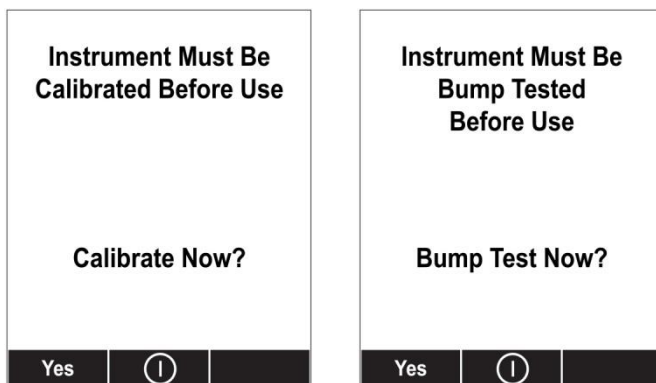 Instrument Must Be
Calibrated Before Use
Calibrate Now?
Yes
Instrument Must Be
Bump Tested
Before Use
Bump Test Now?
Yes